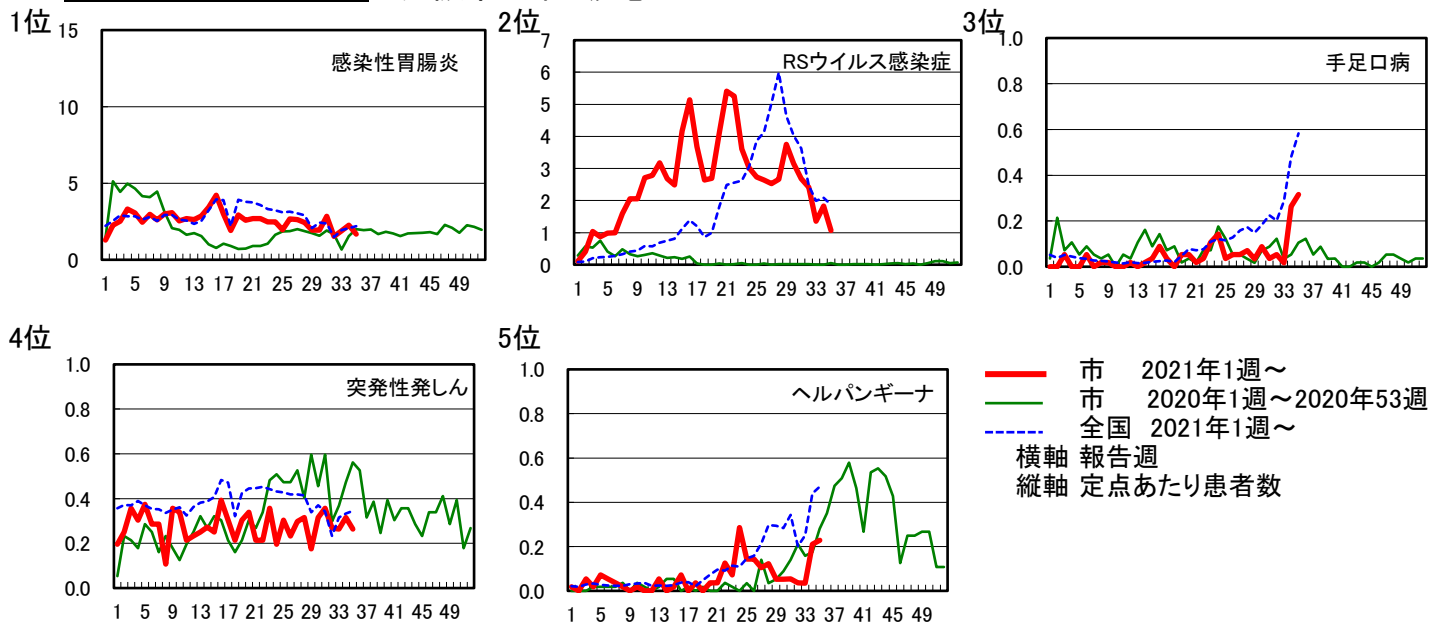 1位
15
10
5
0
感染性胃腸炎
1 5 9 13 17 21 25 29 33 37 41 45 49
2位
7
6
5
4
3
2
1
0
RSウイルス感染症
1 5 9 13 17 21 25 29 33 37 41 45 49
3位
1.0
0.8
0.6
0.4
0.2
0.0
手足口病
1 5 9 13 17 21 25 29 33 37 41 45 49
4位
1.0
0.8
0.6
0.4
0.2
0.0
突発性発しん
1 5 9 13 17 21 25 29 33 37 41 45 49
5位
1.0
0.8
0.6
0.4
0.2
0.0
ヘルパンギーナ
1 5 9 13 17 21 25 29 33 37 41 45 49
市 2021年1週～
市 2020年1週～2020年53週
全国 2021年1週～
横軸 報告週
縦軸 定点あたり患者数